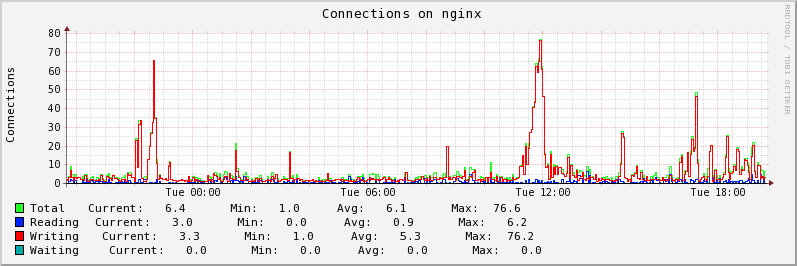 Connections on nginx
RRDTOOL / TOBI OETIKER
Connections
80
70
60
50
40
30
20
10
0
Tue 00:00 Tue 06:00 Tue 12:00 Tue 18:00
Total Current: 6.4 Min: 1.0 Avg: 6.1 Max: 76.6
Reading Current: 3.0 Min: 0.0 Avg: 0.9 Max: 6.2
Writing Current: 3.3 Min: 1.0 Avg: 5.3 Max: 76.2
Waiting Current: 0.0 Min: 0.0 Avg: 0.0 Max: 0.0